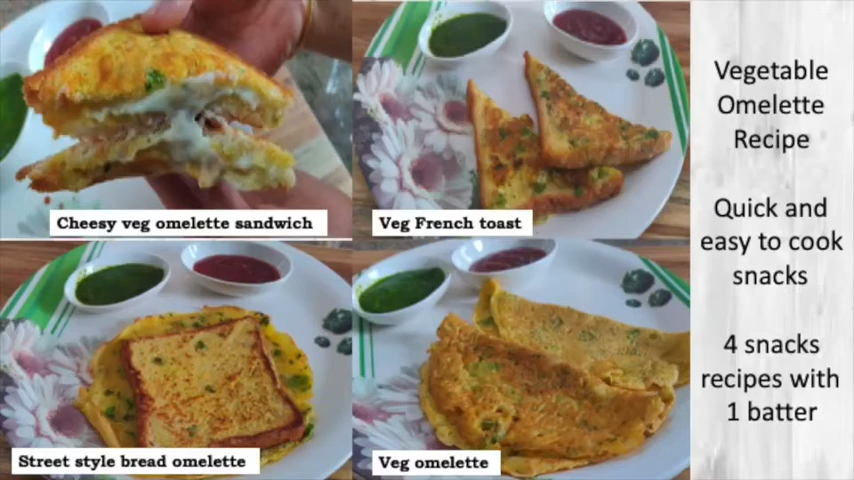 Cheesy veg omelette sandwich
Veg French toast
Street style bread omelette
Veg omelette
Vegetable
Omelette
Recipe
Quick and
easy to cook
snacks
4 snacks
recipes with
1 batter